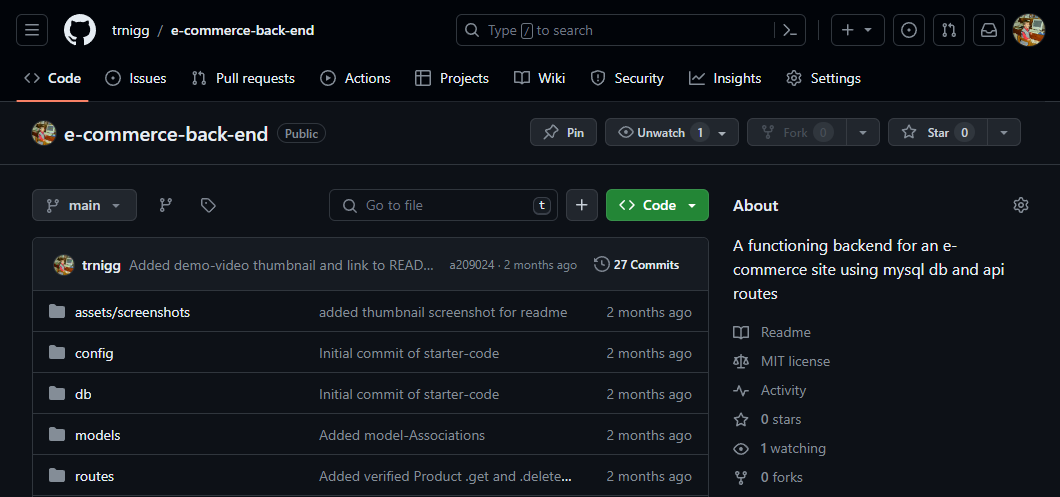 trnigg / e-commerce-back-end
Type / to search
Code Issues Pull requests Actions Projects Wiki Security Insights Settings
e-commerce-back-end Public
Pin Unwatch 1 Fork 0 Star 0
main Go to file t + Code
trnigg Added demo-video thumbnail and link to READ... a209024 · 2 months ago 27 Commits
assets/screenshots added thumbnail screenshot for readme 2 months ago
config Initial commit of starter-code 2 months ago
db Initial commit of starter-code 2 months ago
models Added model-Associations 2 months ago
routes Added verified Product .get and .delete... 2 months ago
About
A functioning backend for an e-
commerce site using mysql db and api
routes
Readme
MIT license
Activity
0 stars
1 watching
0 forks